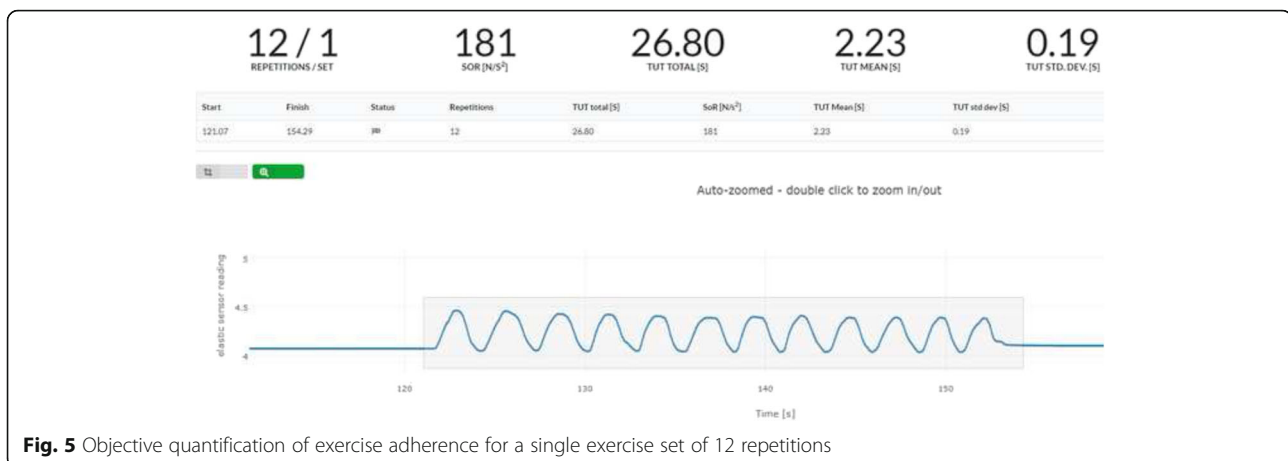 12 / 1
REPETITIONS / SET
181
SOR [N/S²]
26.80
TUT TOTAL [S]
2.23
TUT MEAN [S]
0.19
TUT STD. DEV. [S]
Start Finish Status Repetitions TUT total [S] SoR [N/s²] TUT Mean [S] TUT std dev [S]
121.07 154.29 12 26.80 181 2.23 0.19
Auto-zoomed - double click to zoom in/out
elastic sensor reading
5
4.5
4
120 130 140 150
Time [s]
Fig. 5 Objective quantification of exercise adherence for a single exercise set of 12 repetitions